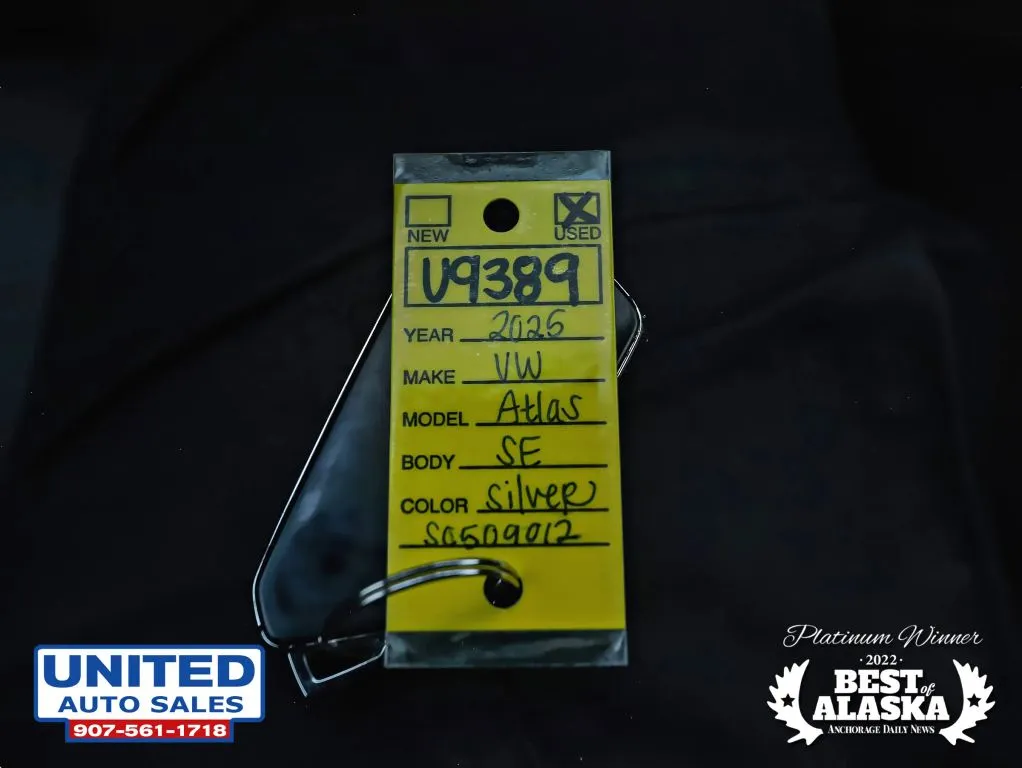 NEW
USED
U9389
YEAR 2025
MAKE VW
MODEL Atlas
BODY SE
COLOR silver
SC509012
UNITED
AUTO SALES
907-561-1718
Platinum Winner
· 2022 ·
BEST of
ALASKA
ANCHORAGE DAILY NEWS